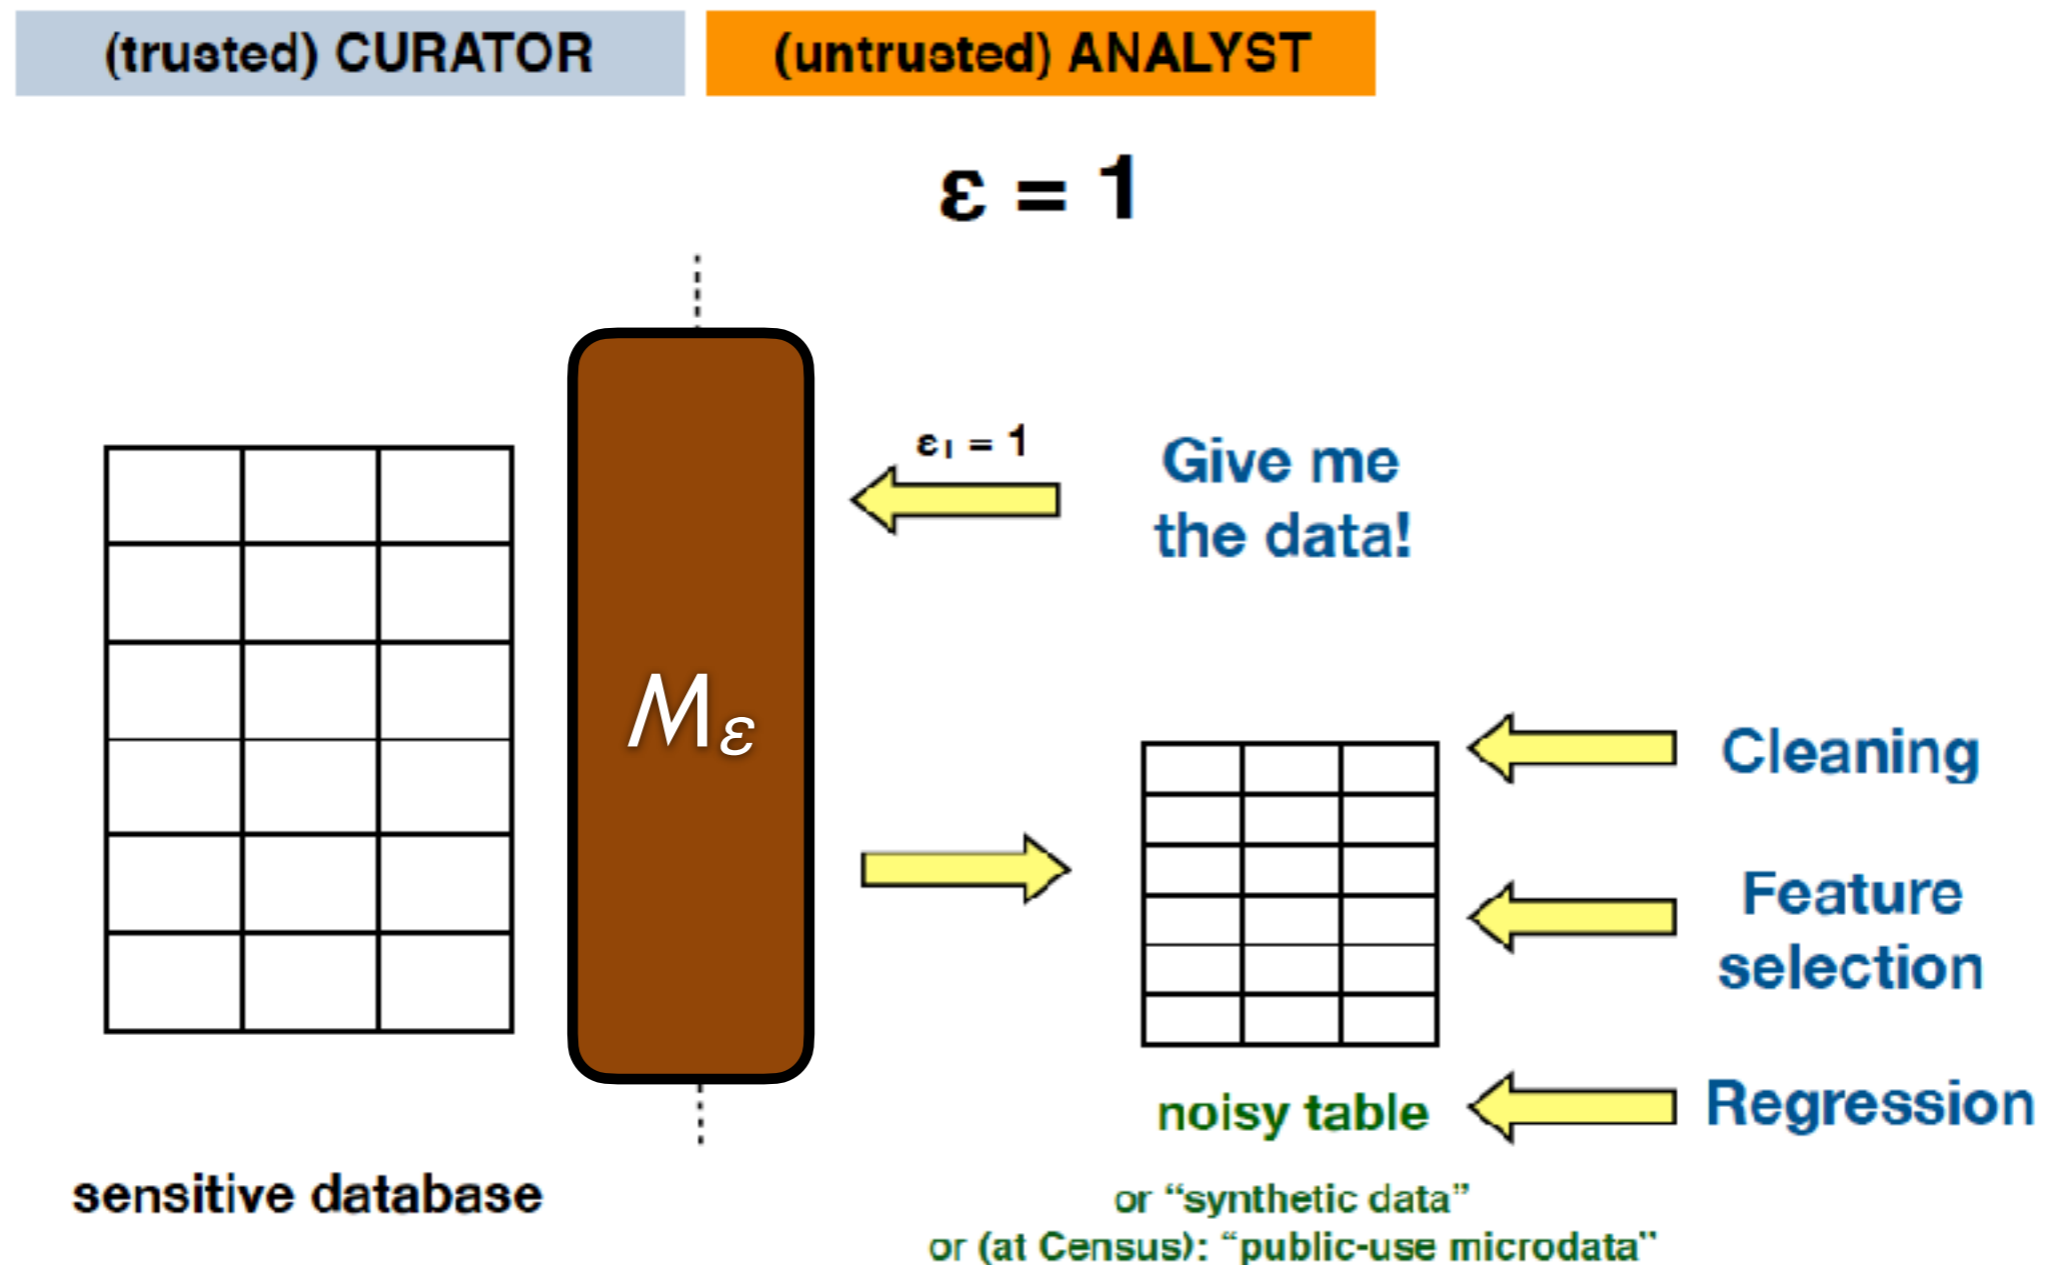 (trusted) CURATOR
(untrusted) ANALYST
ε = 1
ε₁ = 1
Give me
the data!
Mε
Cleaning
Feature
selection
Regression
noisy table
sensitive database
or “synthetic data”
or (at Census): “public-use microdata”